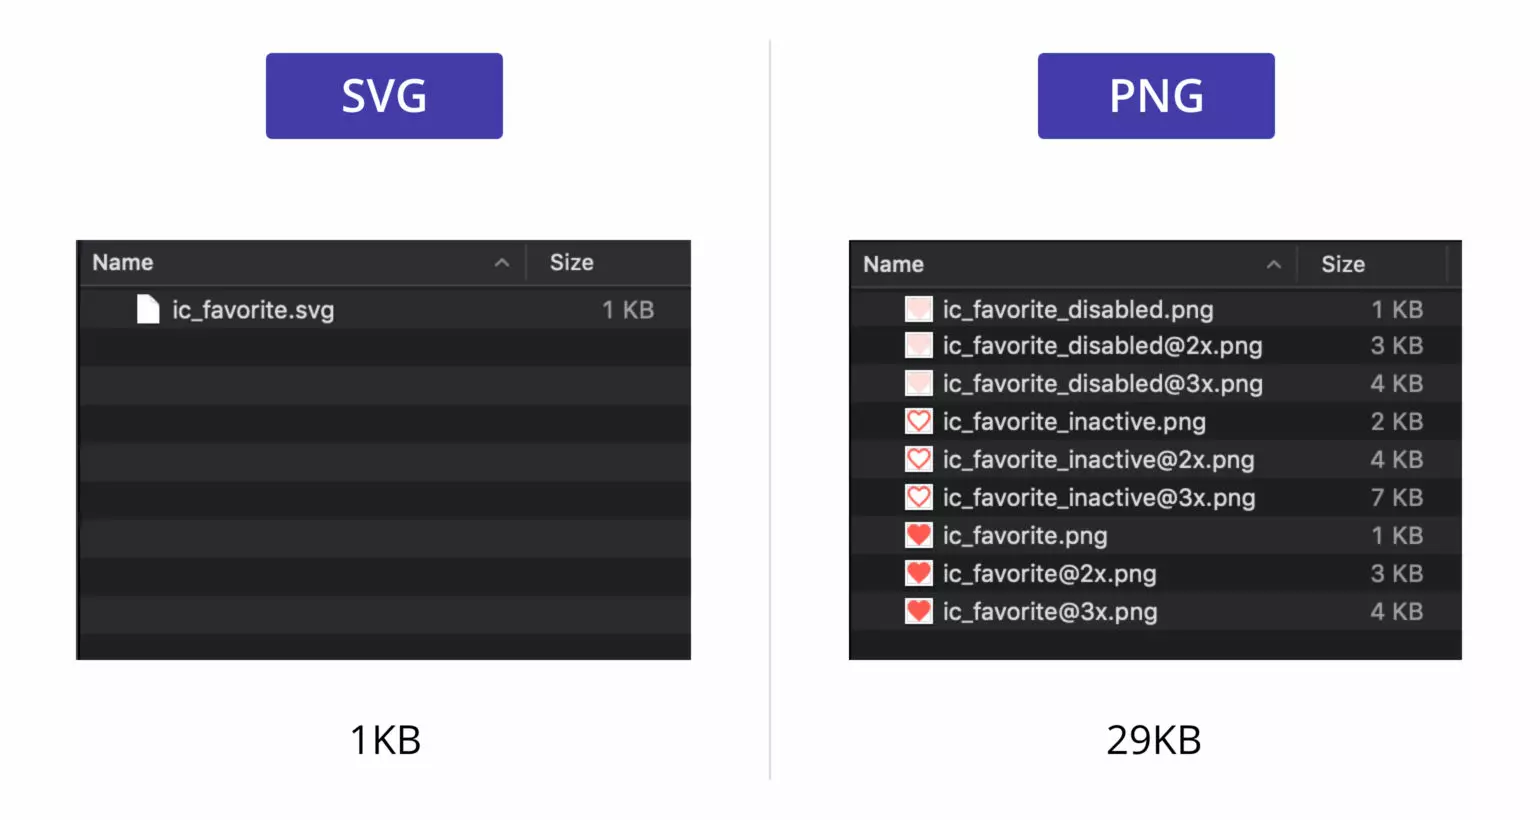 SVG
Name Size
ic_favorite.svg 1 KB
1KB
PNG
Name Size
ic_favorite_disabled.png 1 KB
ic_favorite_disabled@2x.png 3 KB
ic_favorite_disabled@3x.png 4 KB
ic_favorite_inactive.png 2 KB
ic_favorite_inactive@2x.png 4 KB
ic_favorite_inactive@3x.png 7 KB
ic_favorite.png 1 KB
ic_favorite@2x.png 3 KB
ic_favorite@3x.png 4 KB
29KB